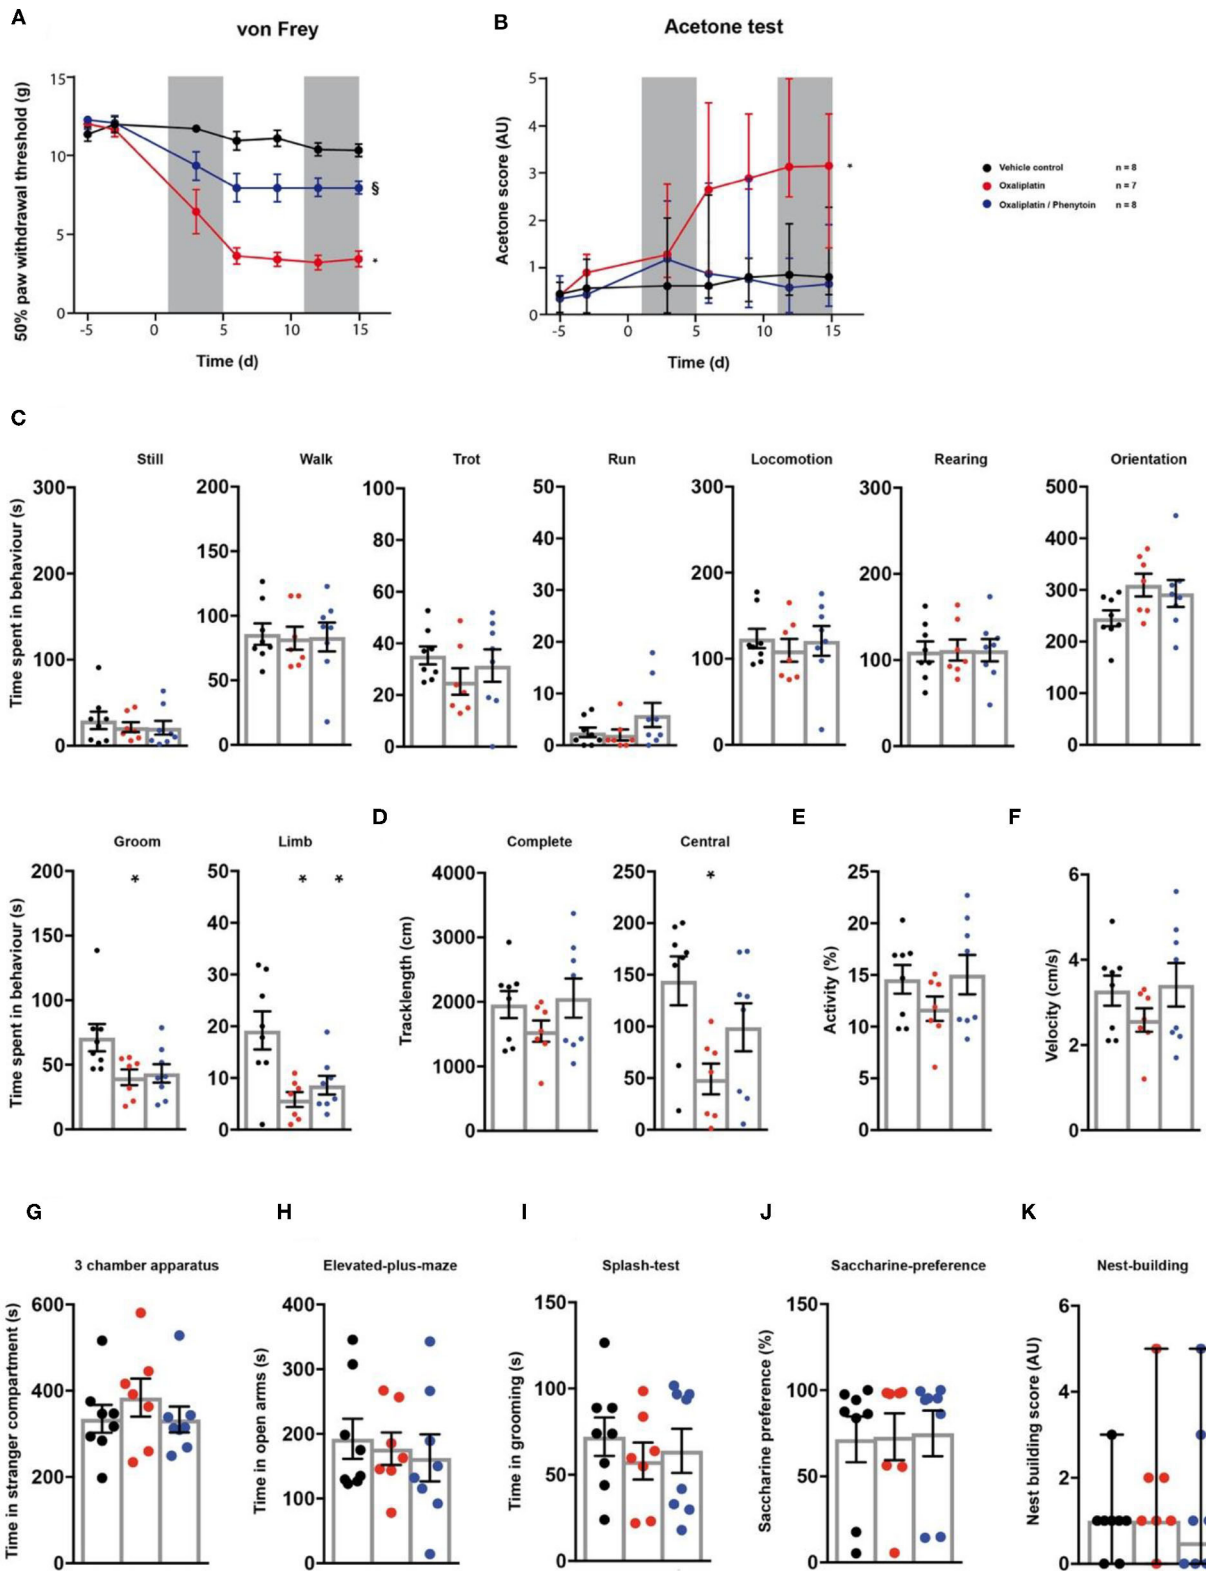 A
von Frey
B
Acetone test
50% paw withdrawal threshold (g)
15
10
5
0
-5
0
5
10
15
Time (d)
Acetone score (AU)
5
4
3
2
1
0
-5
0
5
10
15
Time (d)
§
*
*
Vehicle control n = 8
Oxaliplatin n = 7
Oxaliplatin / Phenytoin n = 8
C
Still
Walk
Trot
Run
Locomotion
Rearing
Orientation
Time spent in behaviour (s)
300
200
100
0
200
150
100
50
0
100
80
60
40
20
0
50
40
30
20
10
0
300
200
100
0
300
200
100
0
500
400
300
200
100
0
D
E
F
Groom
Limb
Complete
Central
Time spent in behaviour (s)
200
150
100
50
0
*
50
40
30
20
10
0
* *
Tracklength (cm)
4000
3000
2000
1000
0
250
200
150
100
50
0
*
Activity (%)
25
20
15
10
5
0
Velocity (cm/s)
6
4
2
0
G
H
I
J
K
3 chamber apparatus
Elevated-plus-maze
Splash-test
Saccharine-preference
Nest-building
Time in stranger compartment (s)
600
400
200
0
Time in open arms (s)
400
300
200
100
0
Time in grooming (s)
150
100
50
0
Saccharine preference (%)
150
100
50
0
Nest building score (AU)
6
4
2
0